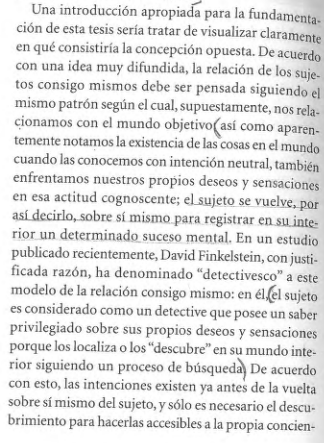 Una introducción apropiada para la fundamenta-
ción de esta tesis sería tratar de visualizar claramente
en qué consistiría la concepción opuesta. De acuerdo
con una idea muy difundida, la relación de los suje-
tos consigo mismos debe ser pensada siguiendo el
mismo patrón según el cual, supuestamente, nos rela-
cionamos con el mundo objetivo (así como aparen-
temente notamos la existencia de las cosas en el mundo
cuando las conocemos con intención neutral, también
enfrentamos nuestros propios deseos y sensaciones
en esa actitud cognoscente; el sujeto se vuelve, por
así decirlo, sobre sí mismo para registrar en su inte-
rior un determinado suceso mental. En un estudio
publicado recientemente, David Finkelstein, con justi-
ficada razón, ha denominado “detectivesco” a este
modelo de la relación consigo mismo: en él, el sujeto
es considerado como un detective que posee un saber
privilegiado sobre sus propios deseos y sensaciones
porque los localiza o los “descubre” en su mundo inte-
rior siguiendo un proceso de búsqueda. De acuerdo
con esto, las intenciones existen ya antes de la vuelta
sobre sí mismo del sujeto, y sólo es necesario el descu-
brimiento para hacerlas accesibles a la propia concien-